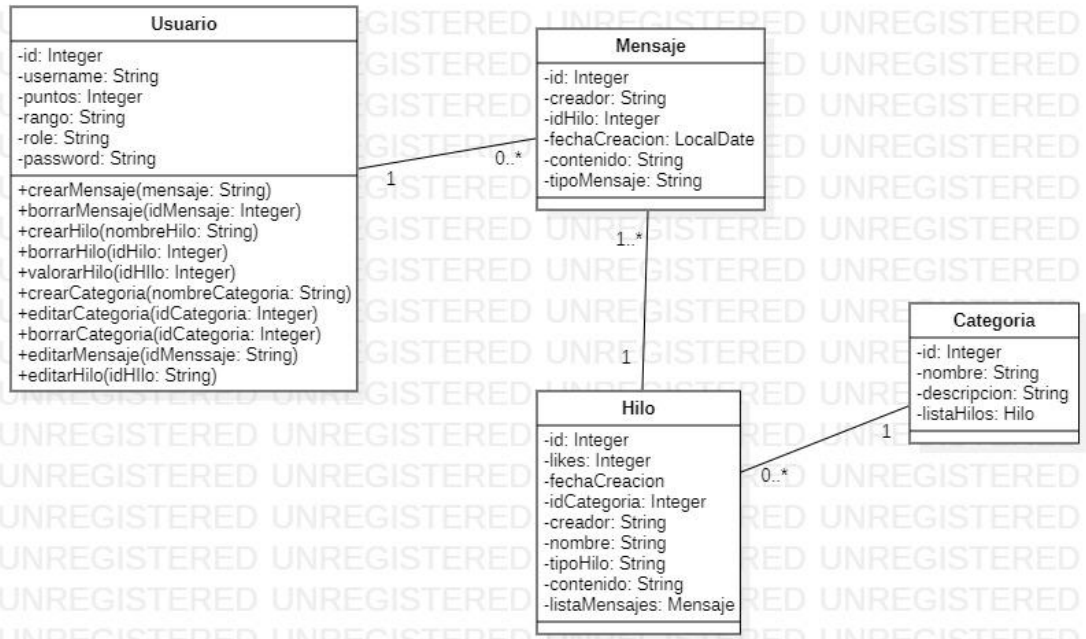 Usuario
-id: Integer
-username: String
-puntos: Integer
-rango: String
-role: String
-password: String
+crearMensaje(mensaje: String)
+borrarMensaje(idMensaje: Integer)
+crearHilo(nombreHilo: String)
+borrarHilo(idHilo: Integer)
+valorarHilo(idHIlo: Integer)
+crearCategoria(nombreCategoria: String)
+editarCategoria(idCategoria: Integer)
+borrarCategoria(idCategoria: Integer)
+editarMensaje(idMenssaje: String)
+editarHilo(idHIlo: String)
1
0..*
Mensaje
-id: Integer
-creador: String
-idHilo: Integer
-fechaCreacion: LocalDate
-contenido: String
-tipoMensaje: String
1..*
1
Hilo
-id: Integer
-likes: Integer
-fechaCreacion
-idCategoria: Integer
-creador: String
-nombre: String
-tipoHilo: String
-contenido: String
-listaMensajes: Mensaje
0..*
1
Categoria
-id: Integer
-nombre: String
-descripcion: String
-listaHilos: Hilo
UNREGISTERED UNREGISTERED UNREGISTERED UNREGISTERED